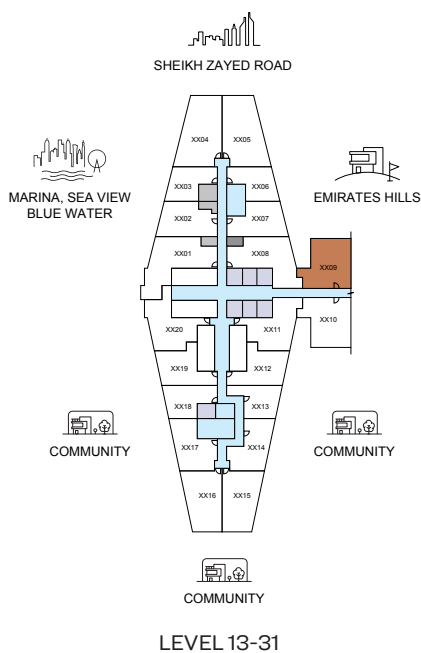 SHEIKH ZAYED ROAD
XX04
XX05
MARINA, SEA VIEW
BLUE WATER
EMIRATES HILLS
XX03
XX06
XX02
XX07
XX01
XX08
XX09
XX10
XX20
XX11
XX19
XX12
XX18
XX13
COMMUNITY
COMMUNITY
XX17
XX14
XX16
XX15
COMMUNITY
LEVEL 13-31